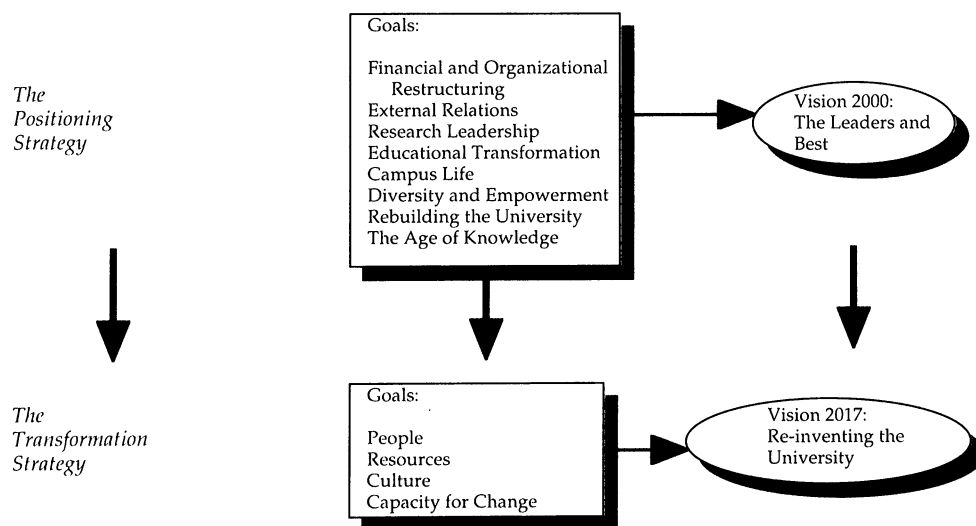 The
Positioning
Strategy
Goals:
Financial and Organizational
Restructuring
External Relations
Research Leadership
Educational Transformation
Campus Life
Diversity and Empowerment
Rebuilding the University
The Age of Knowledge
Vision 2000:
The Leaders and
Best
The
Transformation
Strategy
Goals:
People
Resources
Culture
Capacity for Change
Vision 2017:
Re-inventing the
University